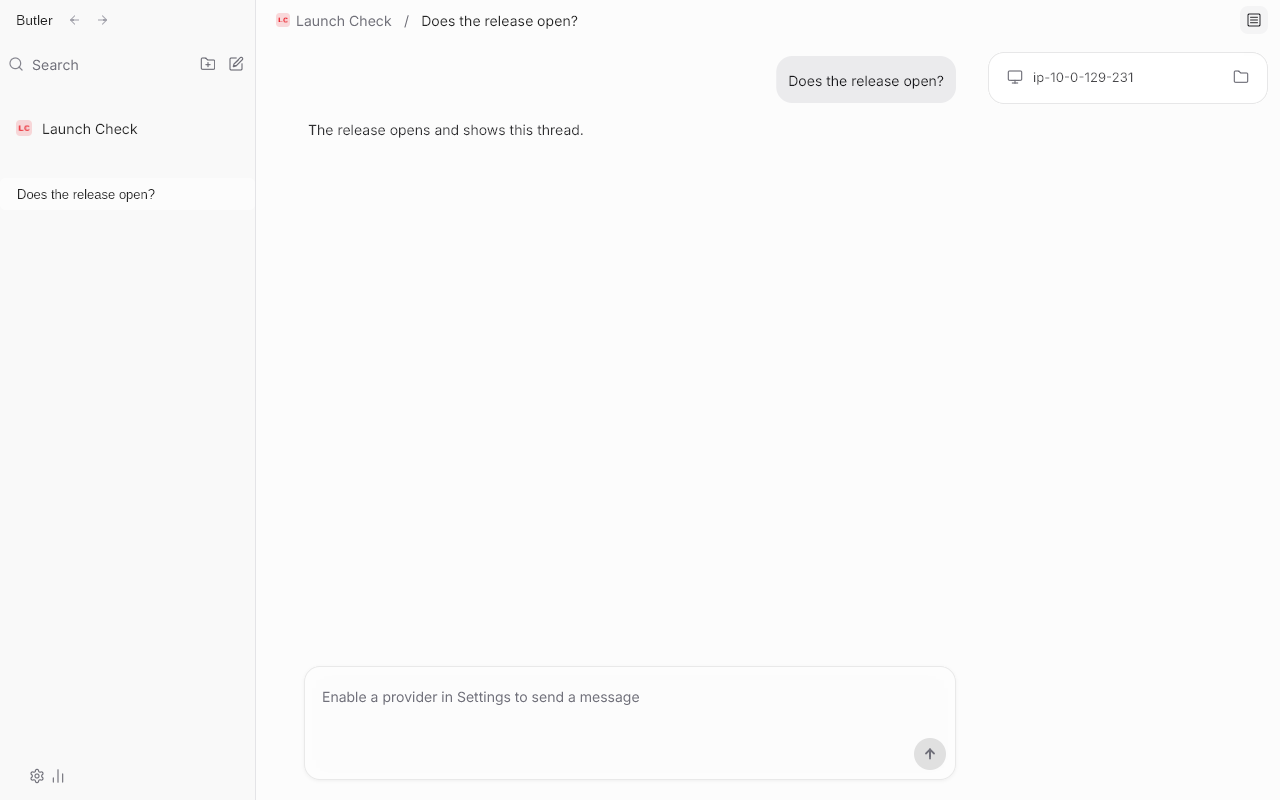 Butler
Search
LC Launch Check
Does the release open?
LC Launch Check / Does the release open?
Does the release open?
ip-10-0-129-231
The release opens and shows this thread.
Enable a provider in Settings to send a message